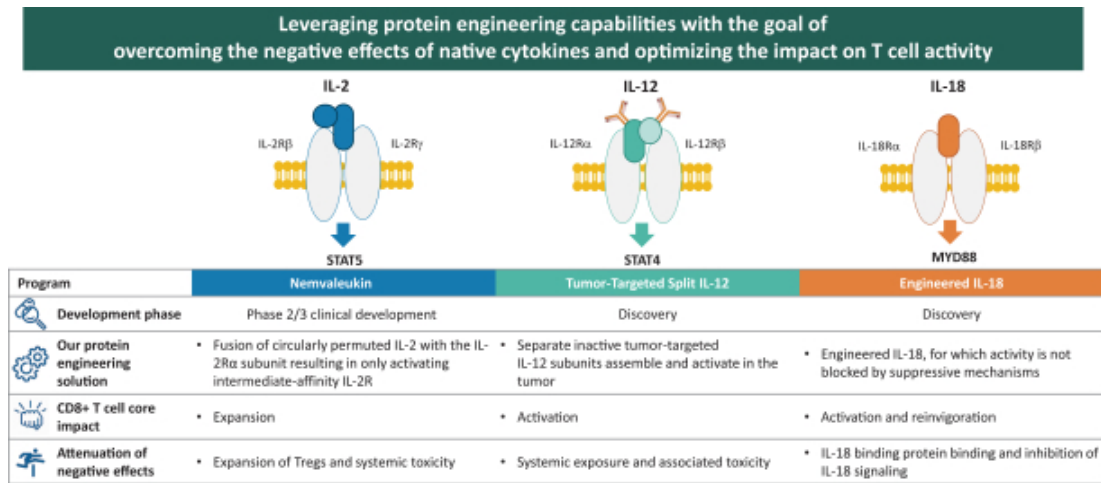 Leveraging protein engineering capabilities with the goal of
overcoming the negative effects of native cytokines and optimizing the impact on T cell activity
IL-2
IL-12
IL-18
IL-2Rβ
IL-2Rγ
IL-12Rα
IL-12Rβ
IL-18Rα
IL-18Rβ
STAT5
STAT4
MYD88
Program
Nemvaleukin
Tumor-Targeted Split IL-12
Engineered IL-18
Development phase
Phase 2/3 clinical development
Discovery
Discovery
Our protein
engineering
solution
• Fusion of circularly permuted IL-2 with the IL-
2Rα subunit resulting in only activating
intermediate-affinity IL-2R
• Separate inactive tumor-targeted
IL-12 subunits assemble and activate in the
tumor
• Engineered IL-18, for which activity is not
blocked by suppressive mechanisms
CD8+ T cell core
impact
• Expansion
• Activation
• Activation and reinvigoration
Attenuation of
negative effects
• Expansion of Tregs and systemic toxicity
• Systemic exposure and associated toxicity
• IL-18 binding protein binding and inhibition of
IL-18 signaling